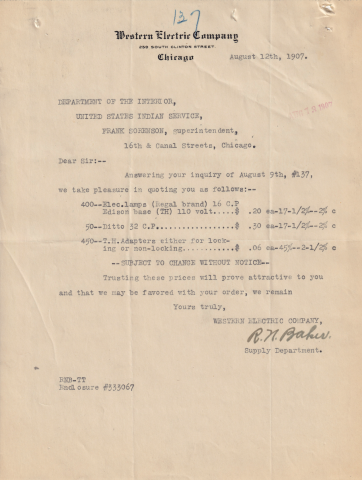 137
Western Electric Company
259 SOUTH CLINTON STREET
Chicago
August 12th, 1907.
DEPARTMENT OF THE INTERIOR,
UNITED STATES INDIAN SERVICE,
FRANK SORENSON, superintendent,
16th & Canal Streets, Chicago.
Dear Sir:--
Answering your inquiry of August 9th, #137,
we take pleasure in quoting you as follows:--
400--Elec.lamps (Regal brand) 16 C.P
Edison base (TH) 110 volt....$ .20 ea-17-1/2%--2% c
50--Ditto 32 C.P..............$ .30 ea-17-1/2%--2% c
450--T.H.Adapters either for lock-
ing or non-locking...........$ .06 ea-45%--2-1/2% c
--SUBJECT TO CHANGE WITHOUT NOTICE--
Trusting these prices will prove attractive to you
and that we may be favored with your order, we remain
Yours truly,
WESTERN ELECTRIC COMPANY,
R.N. Baker.
Supply Department.
Enclosure #333067